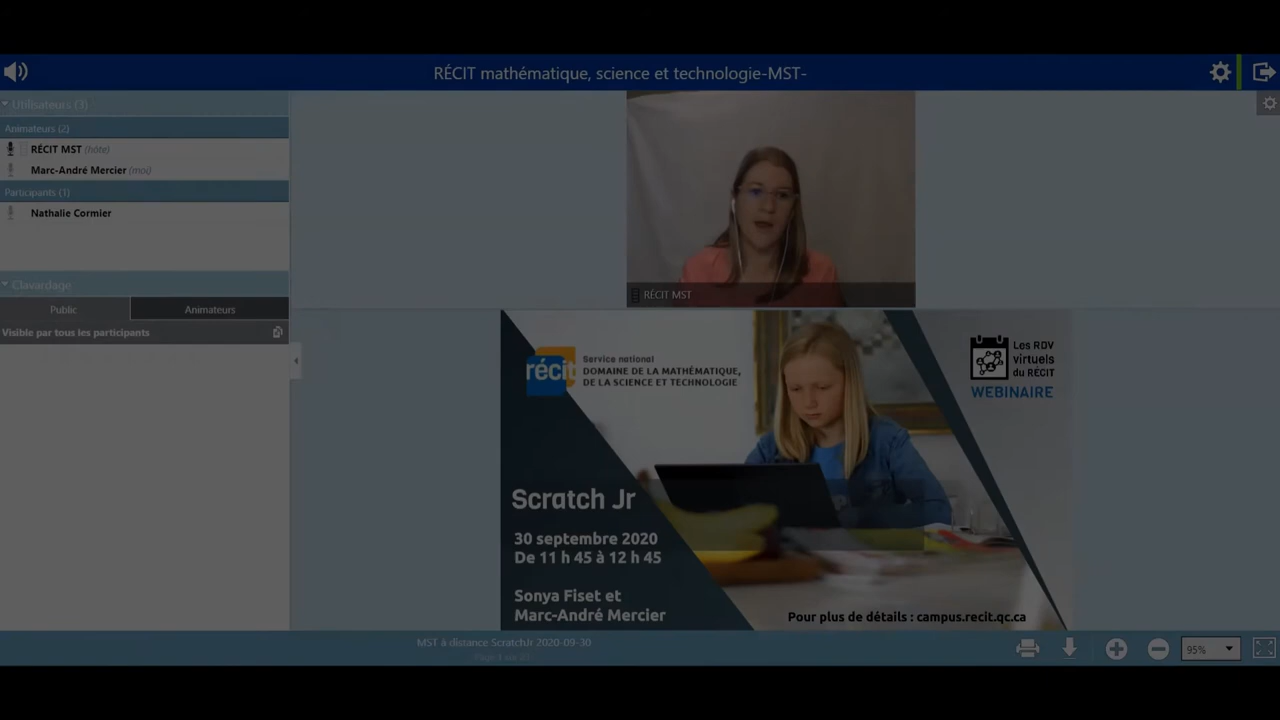 RÉCIT mathématique, science et technologie-MST-
Utilisateurs (3)
Animateurs (2)
RÉCIT MST (hôte)
Marc-André Mercier (moi)
Participants (1)
Nathalie Cormier
Clavardage
Public
Animateurs
Visible par tous les participants
RÉCIT MST
récit
Service national
DOMAINE DE LA MATHÉMATIQUE,
DE LA SCIENCE ET TECHNOLOGIE
Les RDV
virtuels
du RÉCIT
WEBINAIRE
Scratch Jr
30 septembre 2020
De 11 h 45 à 12 h 45
Sonya Fiset et
Marc-André Mercier
Pour plus de détails : campus.recit.qc.ca
MST à distance ScratchJr 2020-09-30
95%